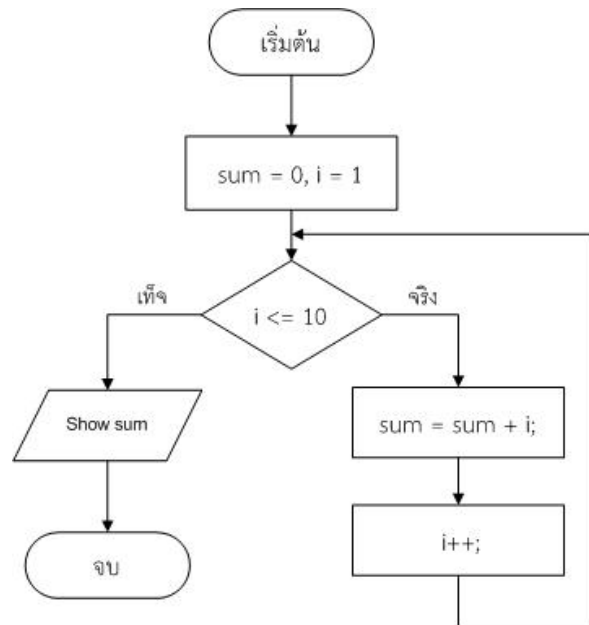 เริ่มต้น
sum = 0, i = 1
i <= 10
เท็จ
จริง
Show sum
sum = sum + i;
i++;
จบ